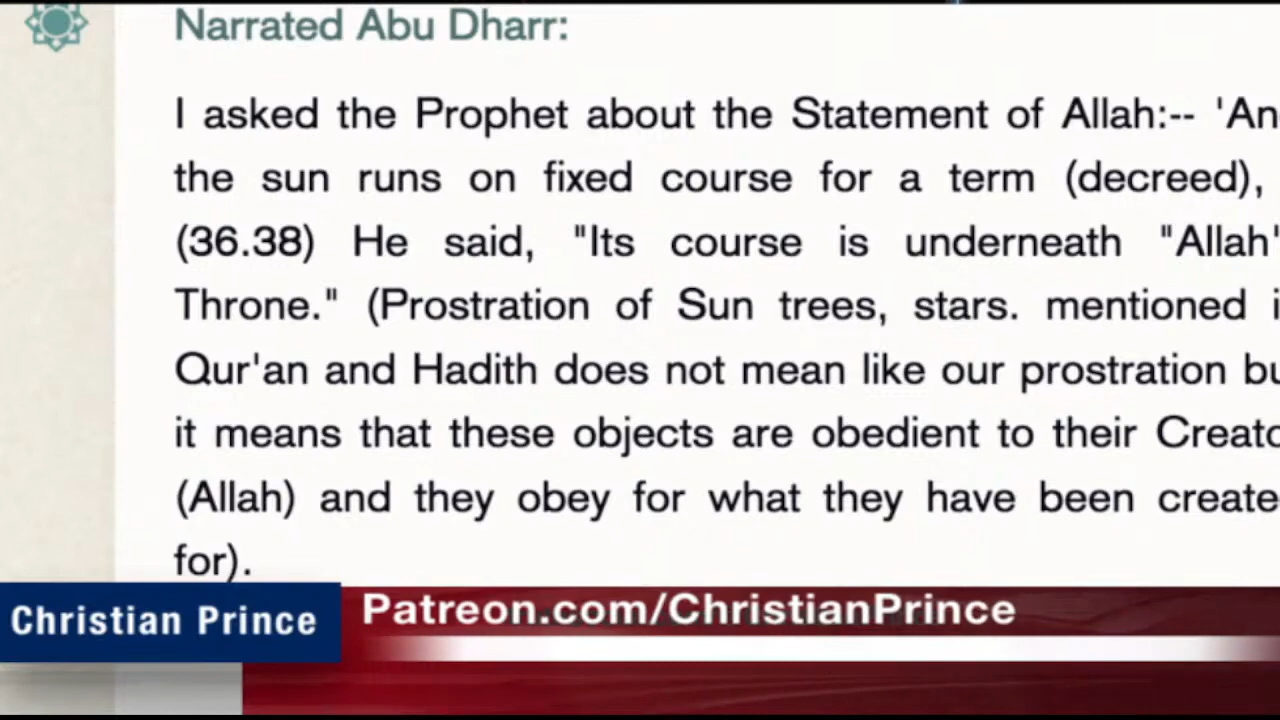 Narrated Abu Dharr:
I asked the Prophet about the Statement of Allah:-- 'An
the sun runs on fixed course for a term (decreed),
(36.38) He said, "Its course is underneath "Allah'
Throne." (Prostration of Sun trees, stars. mentioned i
Qur'an and Hadith does not mean like our prostration bu
it means that these objects are obedient to their Creato
(Allah) and they obey for what they have been create
for).
Christian Prince
Patreon.com/ChristianPrince